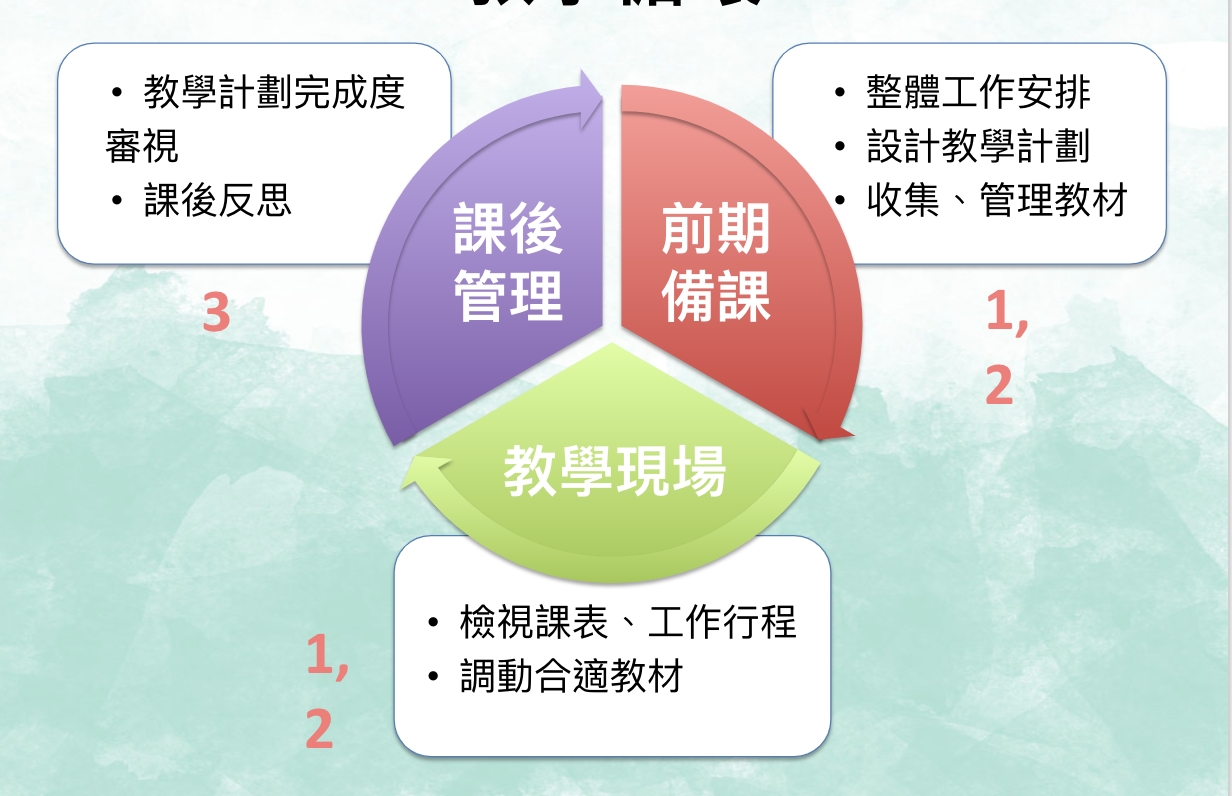 • 教學計劃完成度
審視
• 課後反思
• 整體工作安排
• 設計教學計劃
• 收集、管理教材
課後
管理
前期
備課
3
1,
2
教學現場
• 檢視課表、工作行程
• 調動合適教材
1,
2